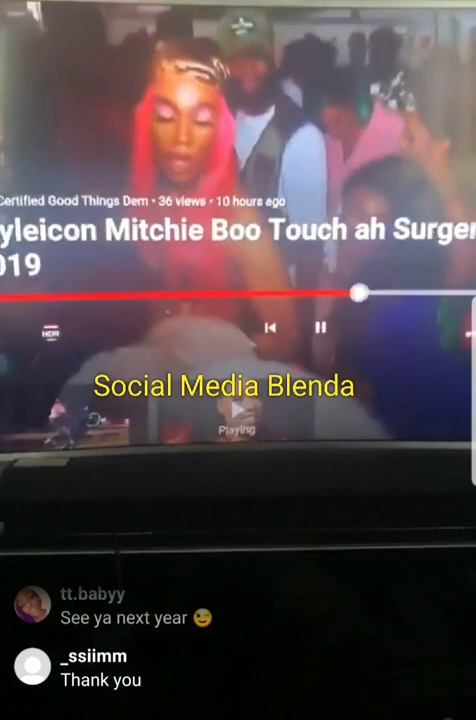 Certified Good Things Dem • 36 views • 10 hours ago
yleicon Mitchie Boo Touch ah Surger
019
HDR
Social Media Blenda
Playing
tt.babyy
See ya next year 😉
_ssiimm
Thank you